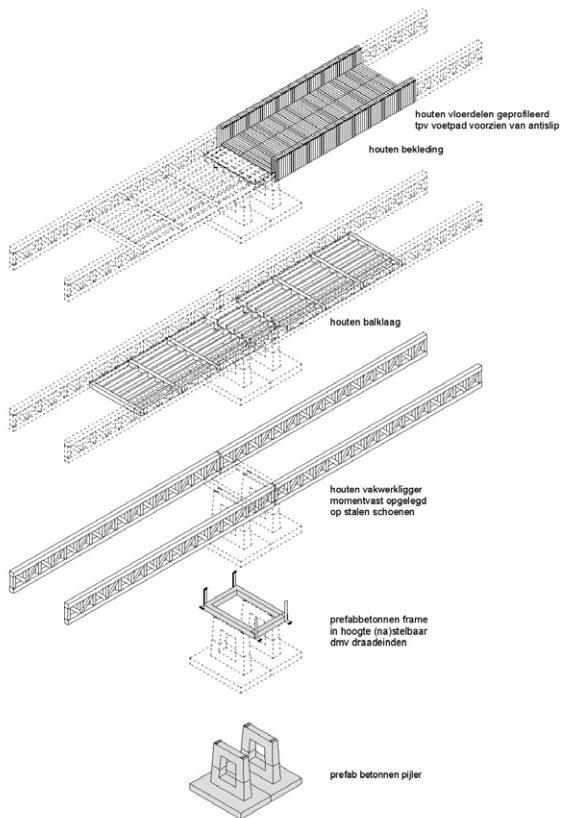 houten vloerdelen geprofileerd
tpv voetpad voorzien van antislip
houten bekleding
houten balklaag
houten vakwerkligger
momentvast opgelegd
op stalen schoenen
prefabbetonnen frame
in hoogte (na)stelbaar
dmv draadeinden
prefab betonnen pijler